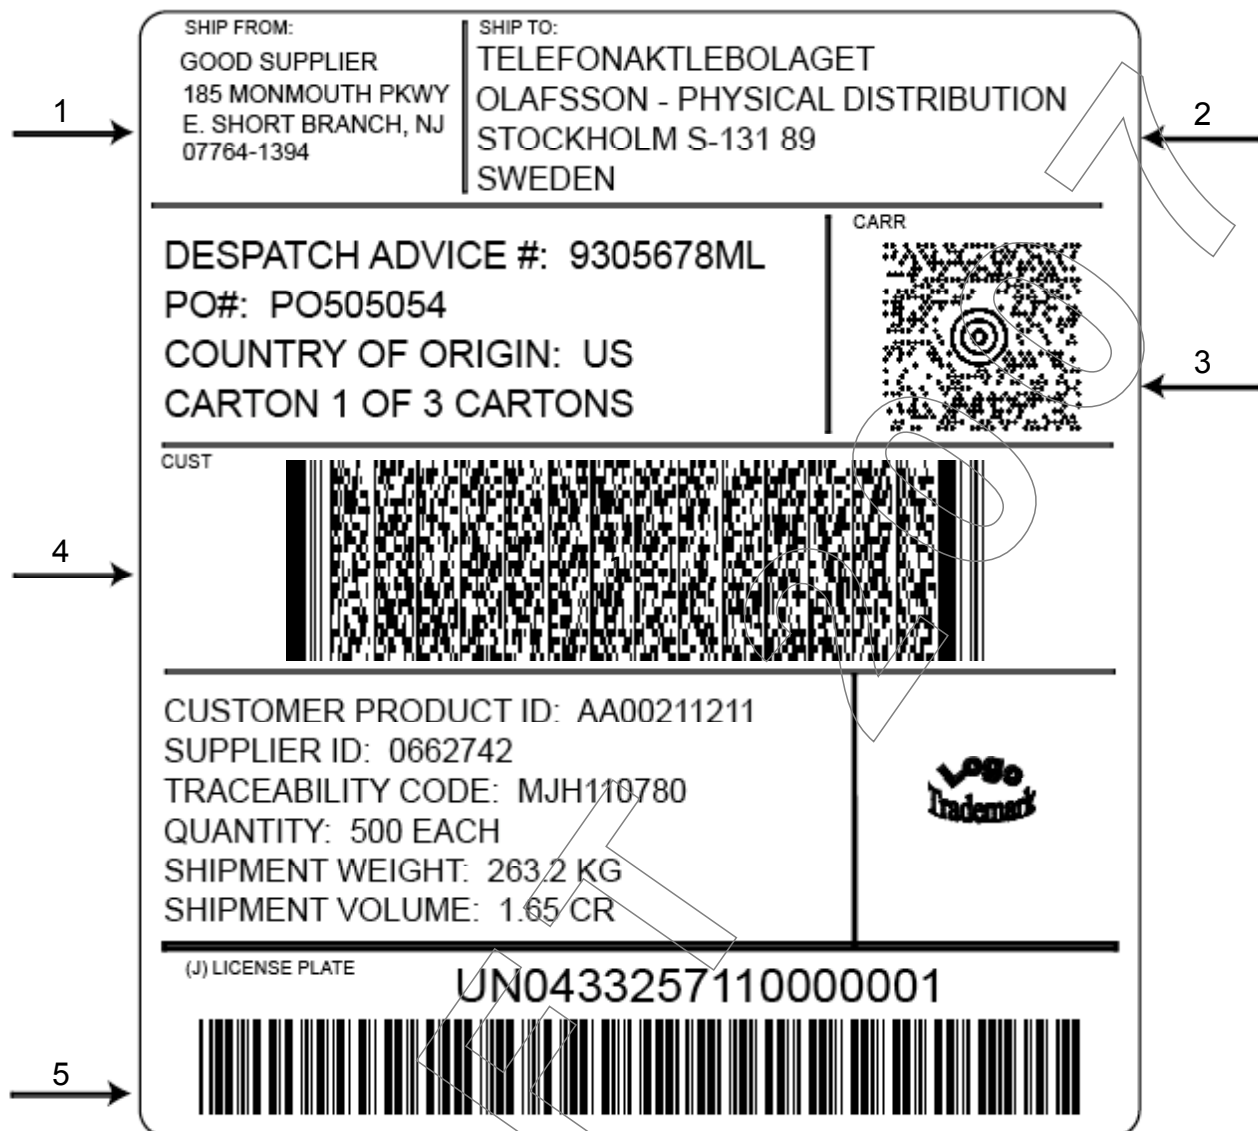 SHIP FROM:
GOOD SUPPLIER
185 MONMOUTH PKWY
E. SHORT BRANCH, NJ
07764-1394
SHIP TO:
TELEFONAKTLEBOLAGET
OLAFSSON - PHYSICAL DISTRIBUTION
STOCKHOLM S-131 89
SWEDEN
1
2
DESPATCH ADVICE #: 9305678ML
PO#: PO505054
COUNTRY OF ORIGIN: US
CARTON 1 OF 3 CARTONS
CARR
3
CUST
4
CUSTOMER PRODUCT ID: AA00211211
SUPPLIER ID: 0662742
TRACEABILITY CODE: MJH110780
QUANTITY: 500 EACH
SHIPMENT WEIGHT: 263.2 KG
SHIPMENT VOLUME: 1.65 CR
Logo
Trademark
(J) LICENSE PLATE
UN0433257110000001
5